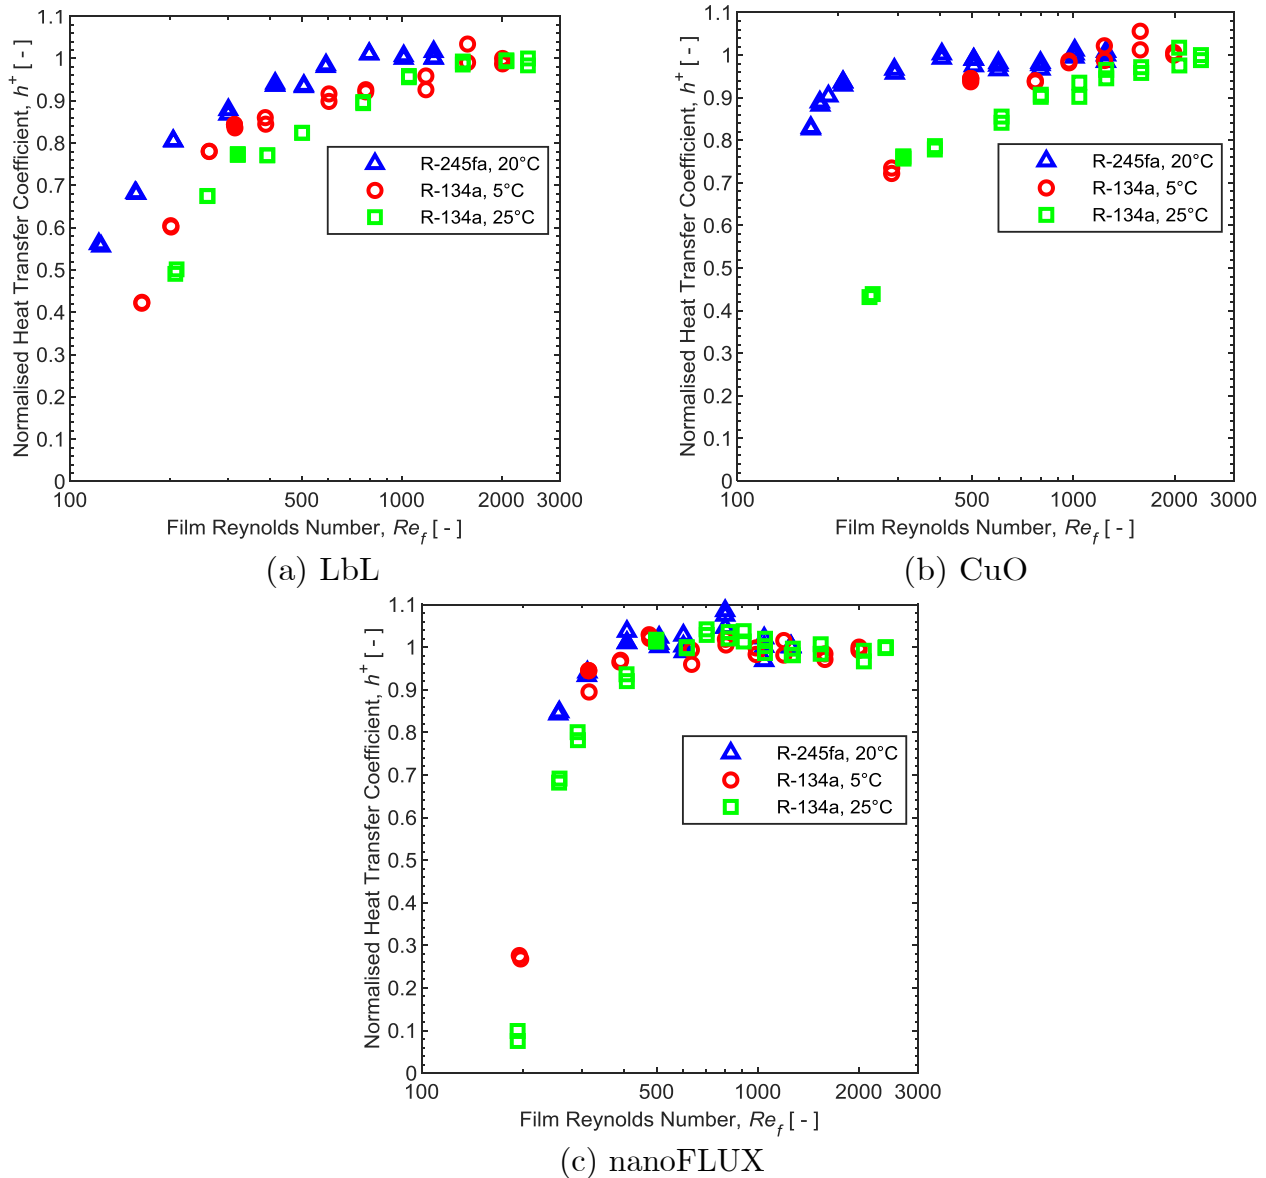 Normalised Heat Transfer Coefficient, h⁺ [ - ]
1.1
1
0.9
0.8
0.7
0.6
0.5
0.4
0.3
0.2
0.1
0
R-245fa, 20°C
R-134a, 5°C
R-134a, 25°C
100 500 1000 2000 3000
Film Reynolds Number, Re_f [ - ]
(a) LbL
Normalised Heat Transfer Coefficient, h⁺ [ - ]
1.1
1
0.9
0.8
0.7
0.6
0.5
0.4
0.3
0.2
0.1
0
R-245fa, 20°C
R-134a, 5°C
R-134a, 25°C
100 500 1000 2000 3000
Film Reynolds Number, Re_f [ - ]
(b) CuO
Normalised Heat Transfer Coefficient, h⁺ [ - ]
1.1
1
0.9
0.8
0.7
0.6
0.5
0.4
0.3
0.2
0.1
0
R-245fa, 20°C
R-134a, 5°C
R-134a, 25°C
100 500 1000 2000 3000
Film Reynolds Number, Re_f [ - ]
(c) nanoFLUX